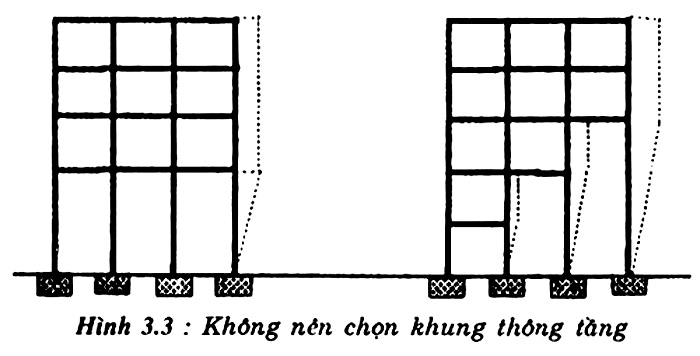 Hình 3.3 : Không nên chọn khung thông tầng